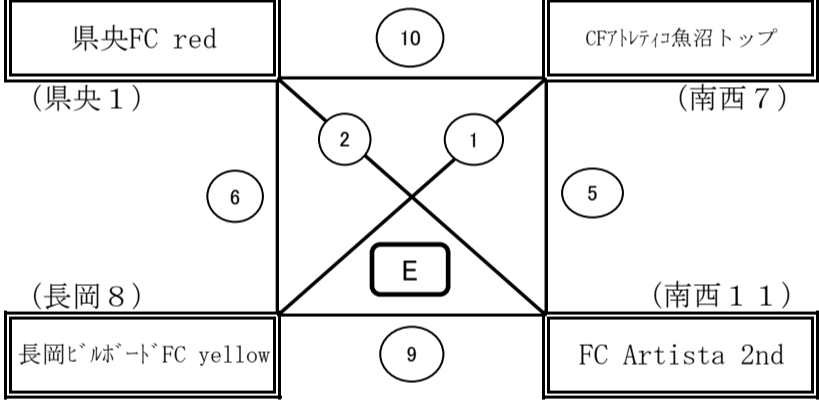 県央FC red
10
CFｱﾄﾚﾃｨｺ魚沼トップ
(県央１)
(南西７)
2
1
6
5
E
(長岡８)
(南西１１)
長岡ﾋﾞﾙﾎﾞｰﾄﾞFC yellow
9
FC Artista 2nd